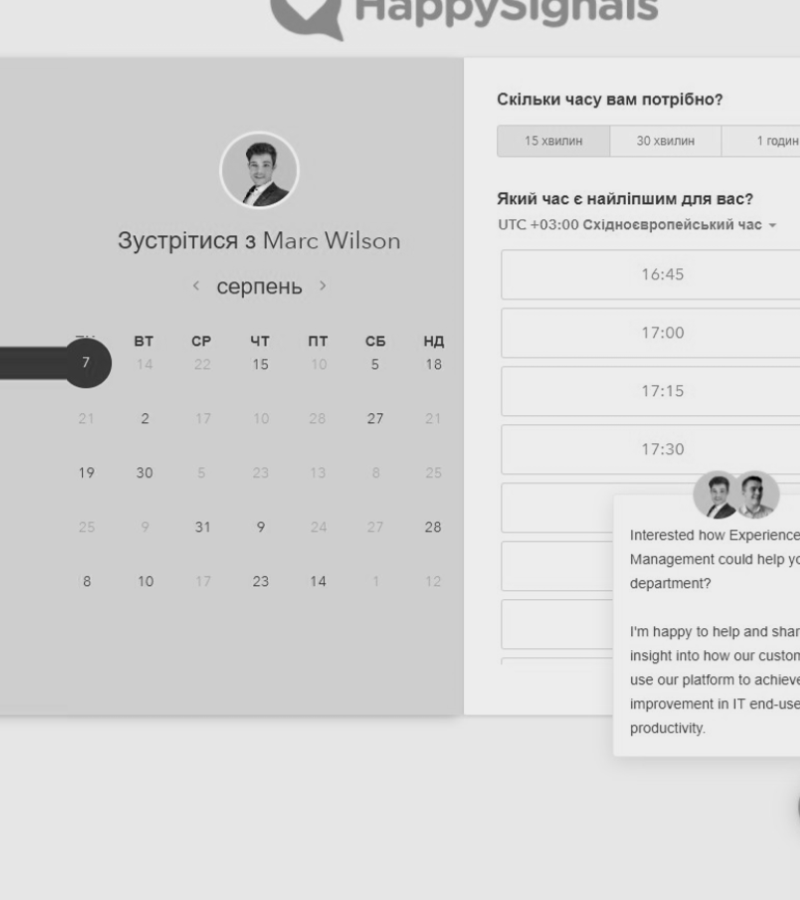 HappySignals
Зустрітися з Marc Wilson
серпень
ВТ СР ЧТ ПТ СБ НД
7 14 22 15 10 5 18
21 2 17 10 28 27 21
19 30 5 23 13 8 25
25 9 31 9 24 27 28
8 10 17 23 14 1 12
Скільки часу вам потрібно?
15 хвилин 30 хвилин 1 годин
Який час є найліпшим для вас?
UTC +03:00 Східноєвропейський час
16:45
17:00
17:15
17:30
Interested how Experience
Management could help yo
department?
I'm happy to help and shar
insight into how our custom
use our platform to achieve
improvement in IT end-use
productivity.